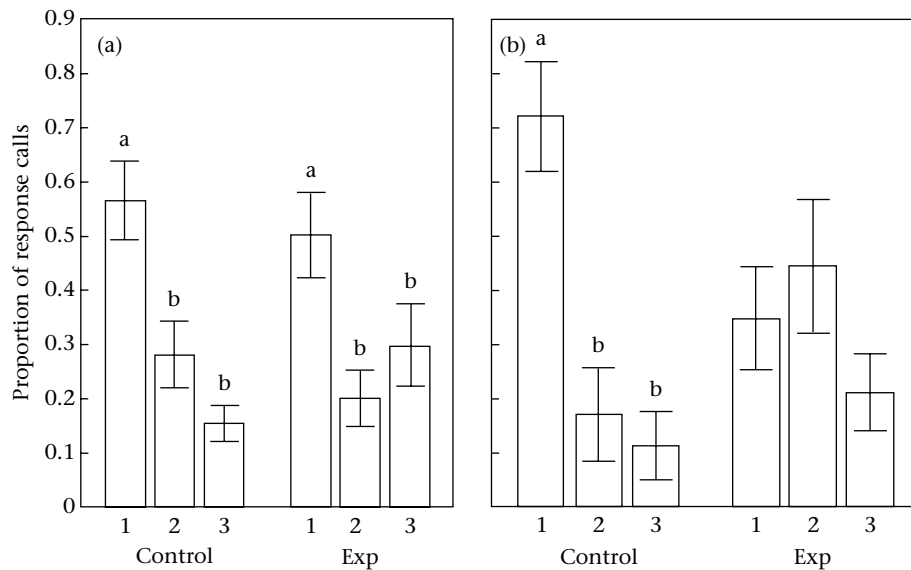 Proportion of response calls
0.9
0.8
0.7
0.6
0.5
0.4
0.3
0.2
0.1
0
(a)
a
b
b
a
b
b
1 2 3 1 2 3
Control Exp
(b)
a
b
b
1 2 3 1 2 3
Control Exp